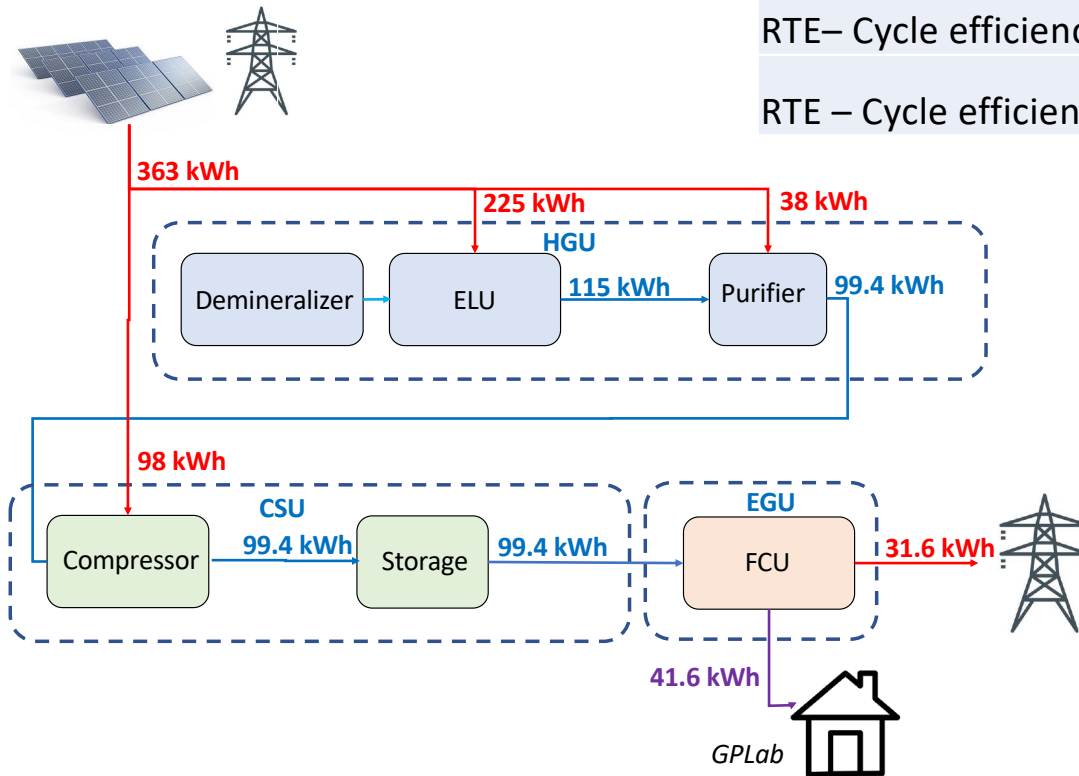 RTE– Cycle
RTE – Cycle
363 kWh
225 kWh
38 kWh
HGU
Demineralizer
ELU
115 kWh
Purifier
99.4 kWh
98 kWh
CSU
EGU
Compressor
99.4 kWh
Storage
99.4 kWh
FCU
31.6 kWh
41.6 kWh
GPLab